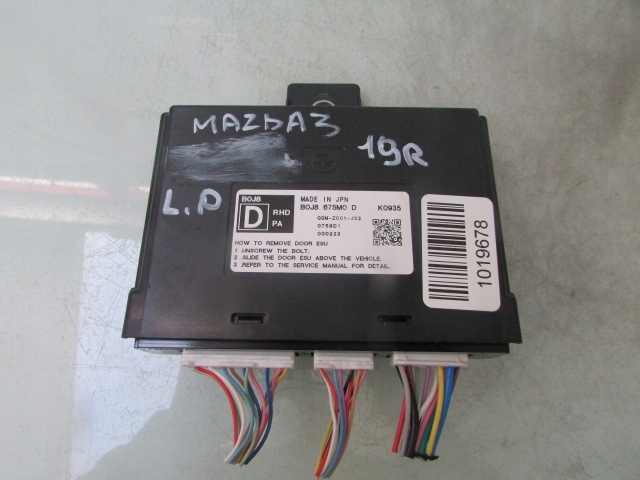 MAZDA3
19R
L.P
B0J8
D
RHD
PA
MADE IN JPN
B0J8 675M0 D K0935
GGM-Z001-J02
0759D1
000223
HOW TO REMOVE DOOR ESU
1 .UNSCREW THE BOLT.
2 .SLIDE THE DOOR ESU ABOVE THE VEHICLE.
3 .REFER TO THE SERVICE MANUAL FOR DETAIL.
1019678